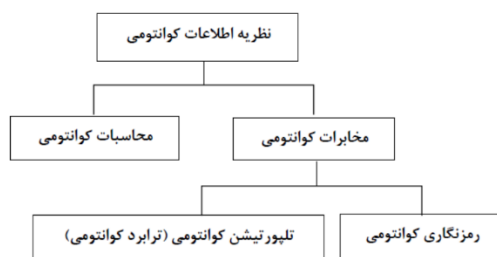 نظریه اطلاعات کوانتومی
مخابرات کوانتومی
محاسبات کوانتومی
رمزنگاری کوانتومی
تلپورتیشن کوانتومی (ترابرد کوانتومی)